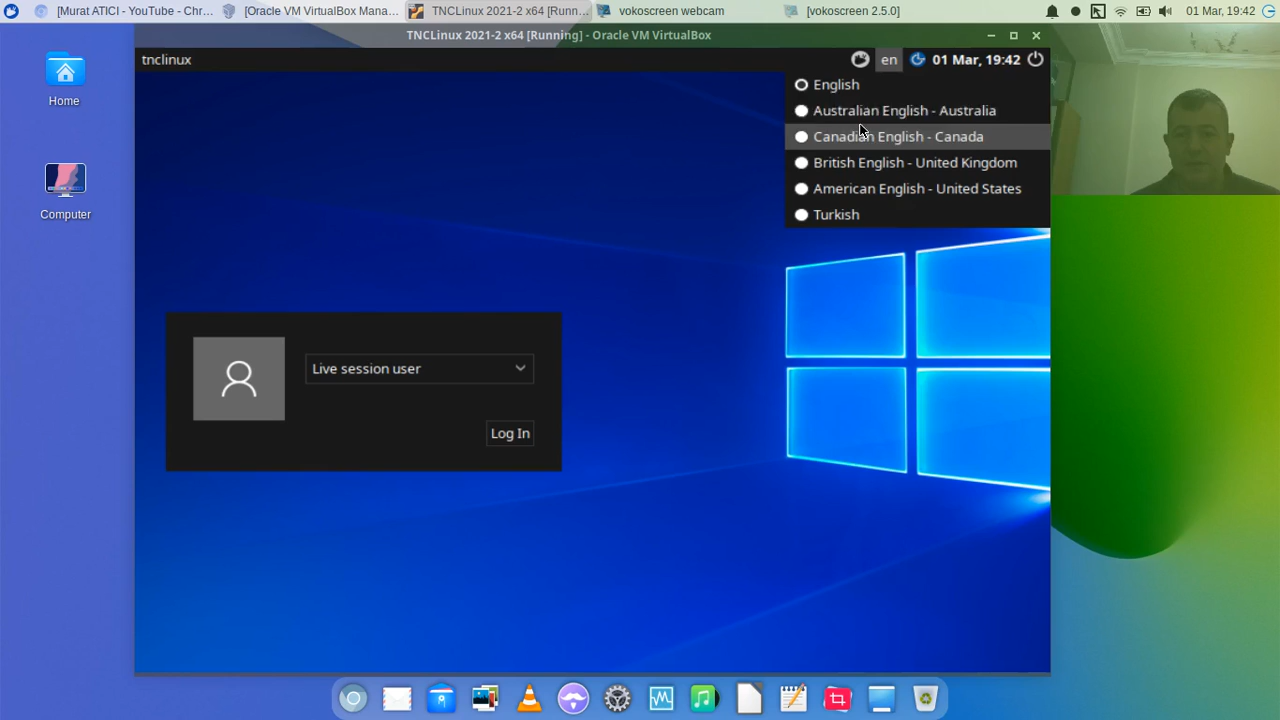 [Murat ATICI - YouTube - Chr...
[Oracle VM VirtualBox Mana...
TNCLinux 2021-2 x64 [Runn...
vokoscreen webcam
[vokoscreen 2.5.0]
01 Mar, 19:42
TNCLinux 2021-2 x64 [Running] - Oracle VM VirtualBox
tnclinux
en
01 Mar, 19:42
English
Australian English - Australia
Canadian English - Canada
British English - United Kingdom
American English - United States
Turkish
Home
Computer
Live session user
Log In